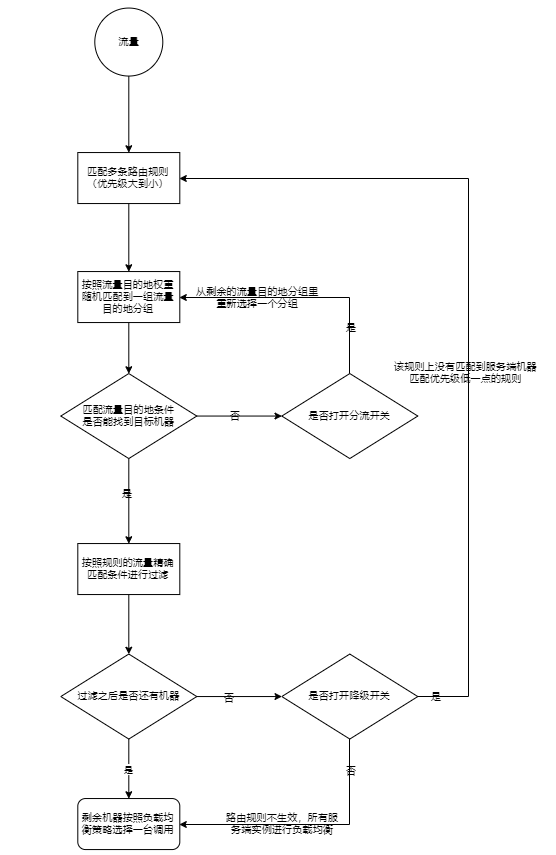 流量
匹配多条路由规则
（优先级大到小）
按照流量目的地权重
随机匹配到一组流量
目的地分组
从剩余的流量目的地分组里
重新选择一个分组
是
该规则上没有匹配到服务端机器
匹配优先级低一点的规则
匹配流量目的地条件
是否能找到目标机器
否
是否打开分流开关
是
按照规则的流量精确
匹配条件进行过滤
过滤之后是否还有机器
否
是否打开降级开关
是
是
否
剩余机器按照负载均
衡策略选择一台调用
路由规则不生效，所有服
务端实例进行负载均衡